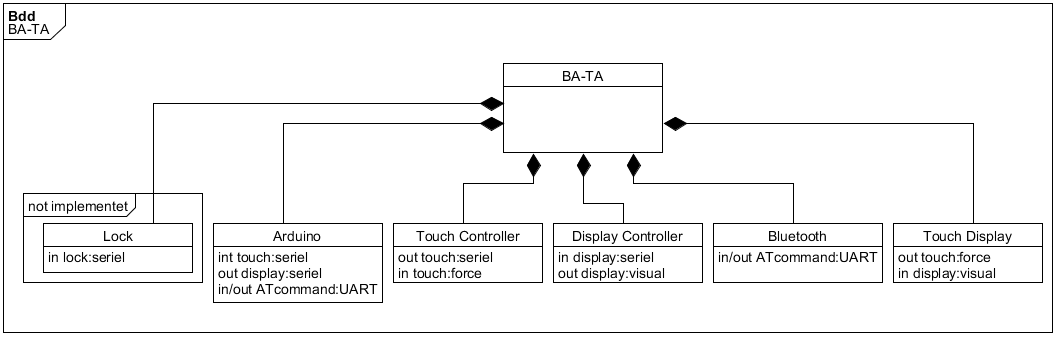 Bdd
BA-TA
BA-TA
not implementet
Lock
in lock:seriel
Arduino
int touch:seriel
out display:seriel
in/out ATcommand:UART
Touch Controller
out touch:seriel
in touch:force
Display Controller
in display:seriel
out display:visual
Bluetooth
in/out ATcommand:UART
Touch Display
out touch:force
in display:visual